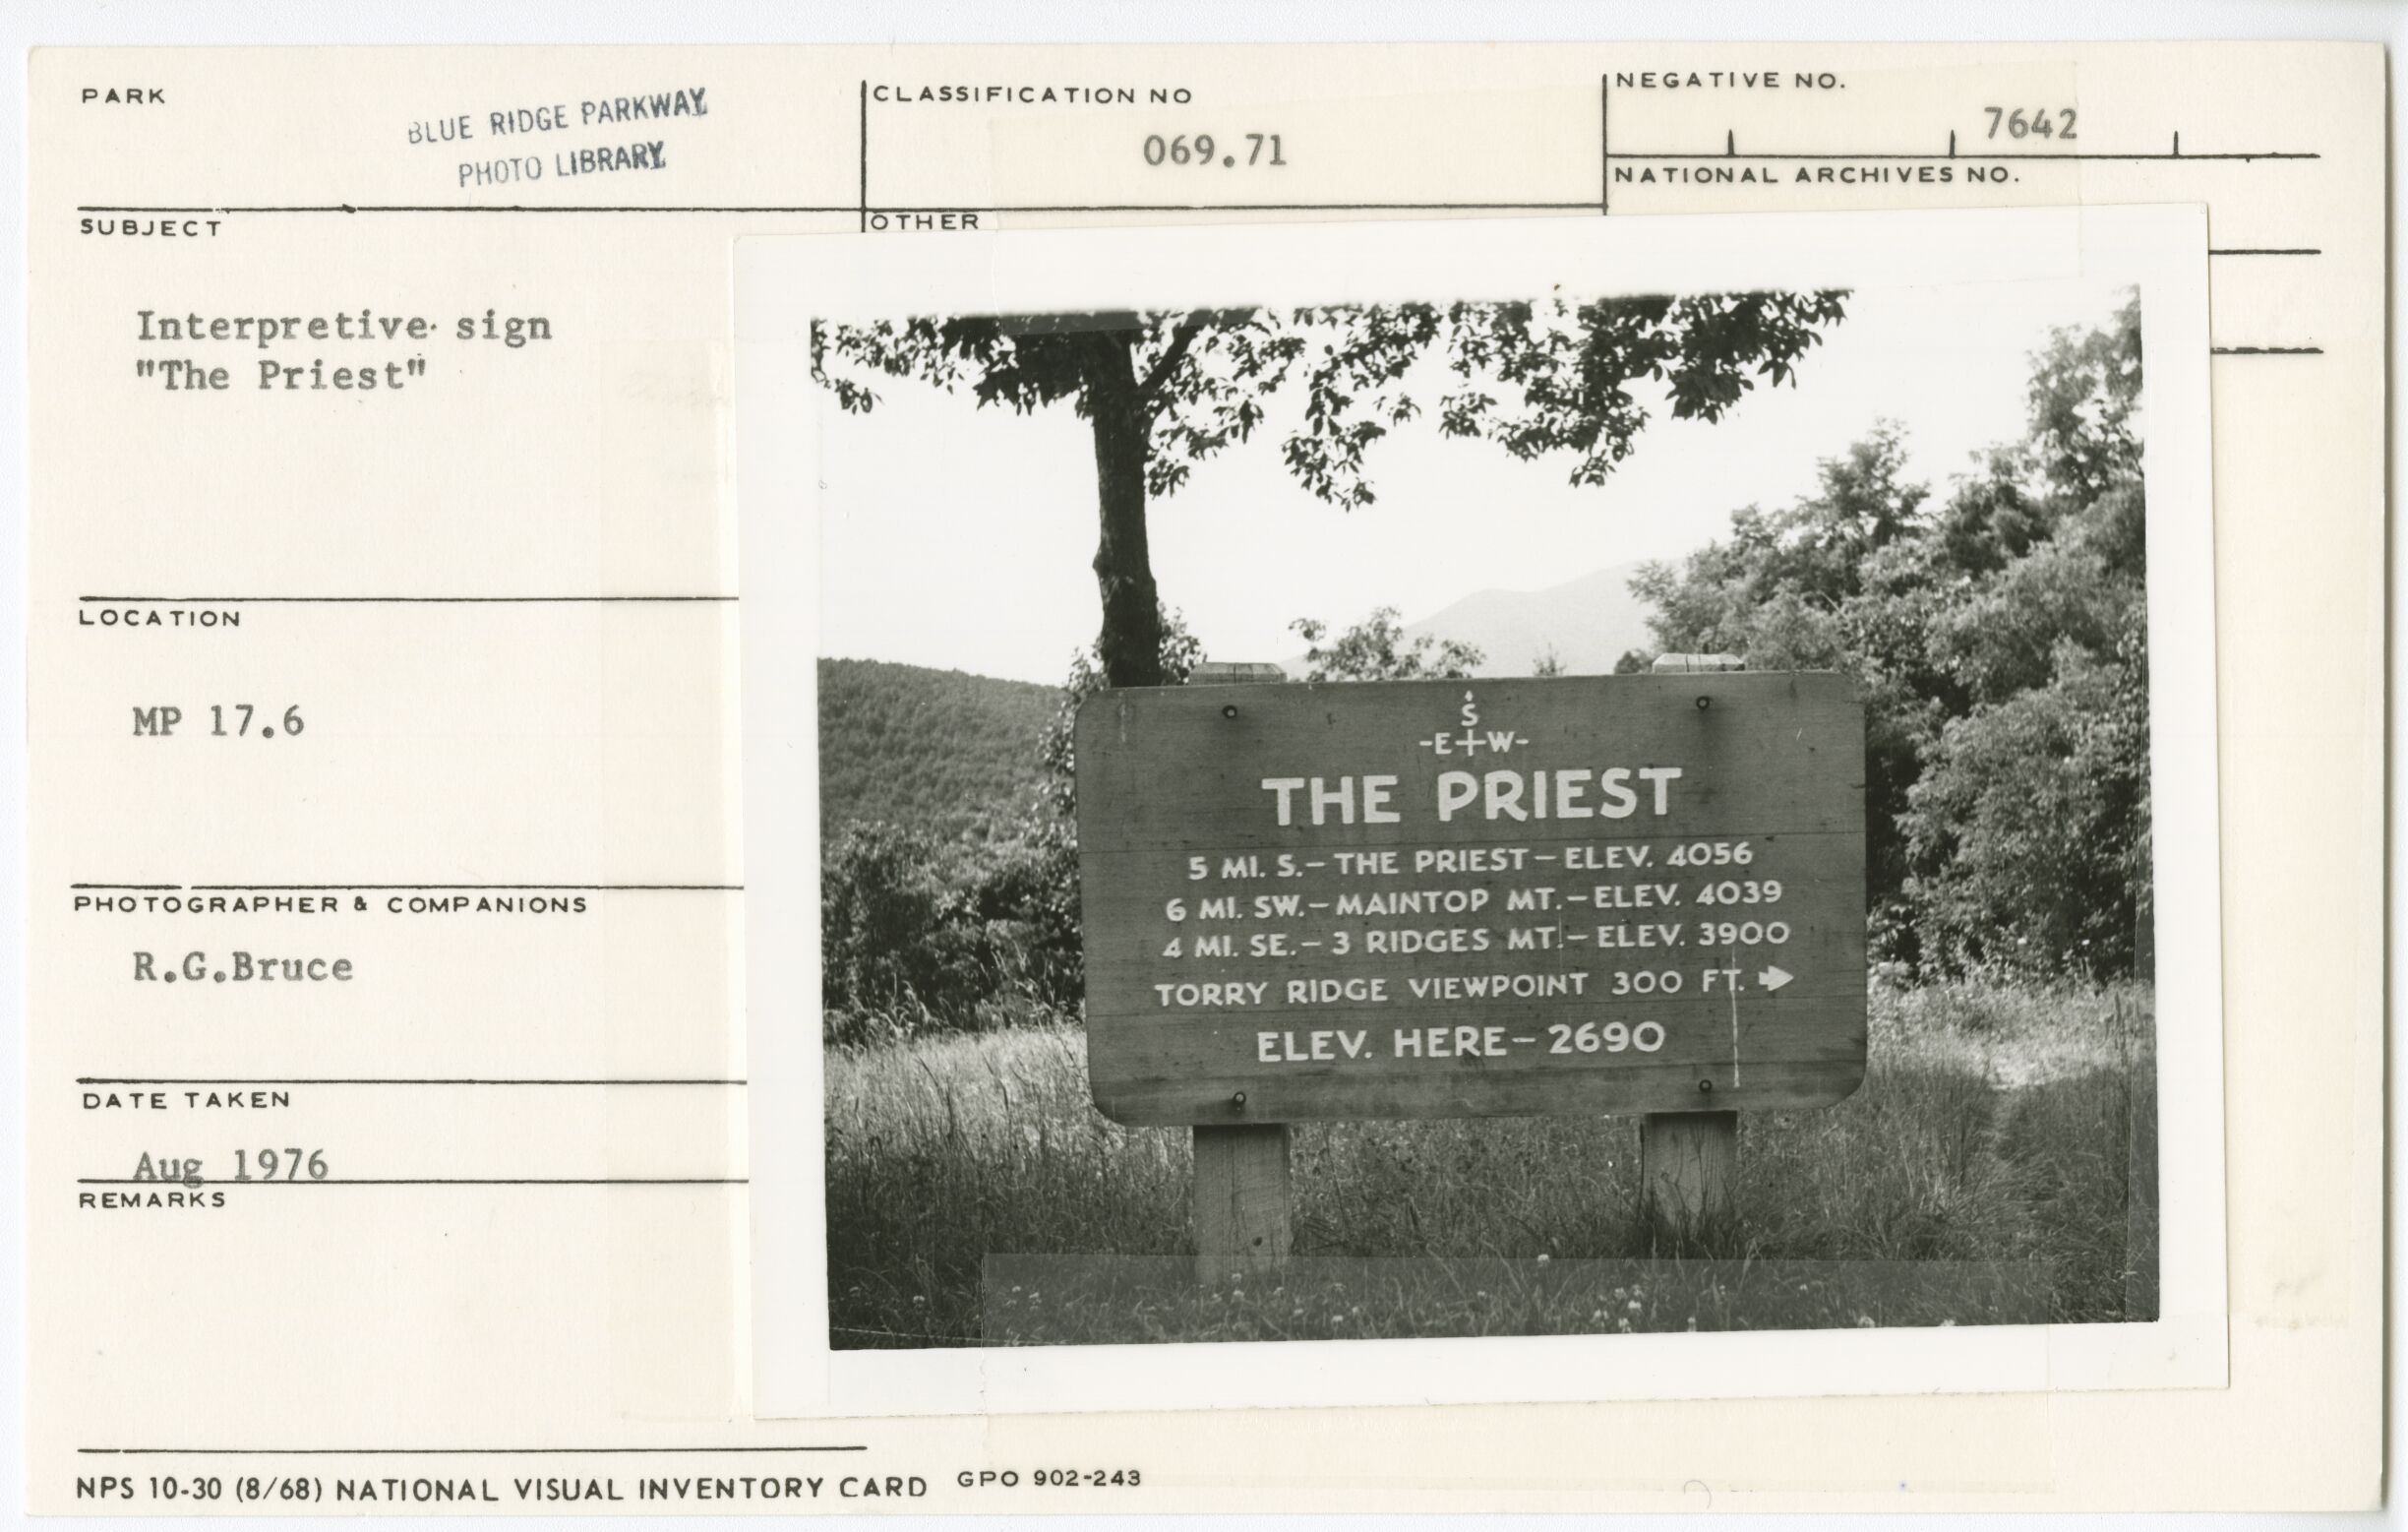 PARK
BLUE RIDGE PARKWAY
PHOTO LIBRARY
CLASSIFICATION NO
069.71
NEGATIVE NO.
7642
NATIONAL ARCHIVES NO.
SUBJECT
OTHER
Interpretive sign
"The Priest"
LOCATION
MP 17.6
PHOTOGRAPHER & COMPANIONS
R.G.Bruce
DATE TAKEN
Aug 1976
REMARKS
S
-E+W-
THE PRIEST
5 MI. S.-THE PRIEST-ELEV. 4056
6 MI. SW.-MAINTOP MT.-ELEV. 4039
4 MI. SE.-3 RIDGES MT.-ELEV. 3900
TORRY RIDGE VIEWPOINT 300 FT.
ELEV. HERE-2690
NPS 10-30 (8/68) NATIONAL VISUAL INVENTORY CARD GPO 902-243